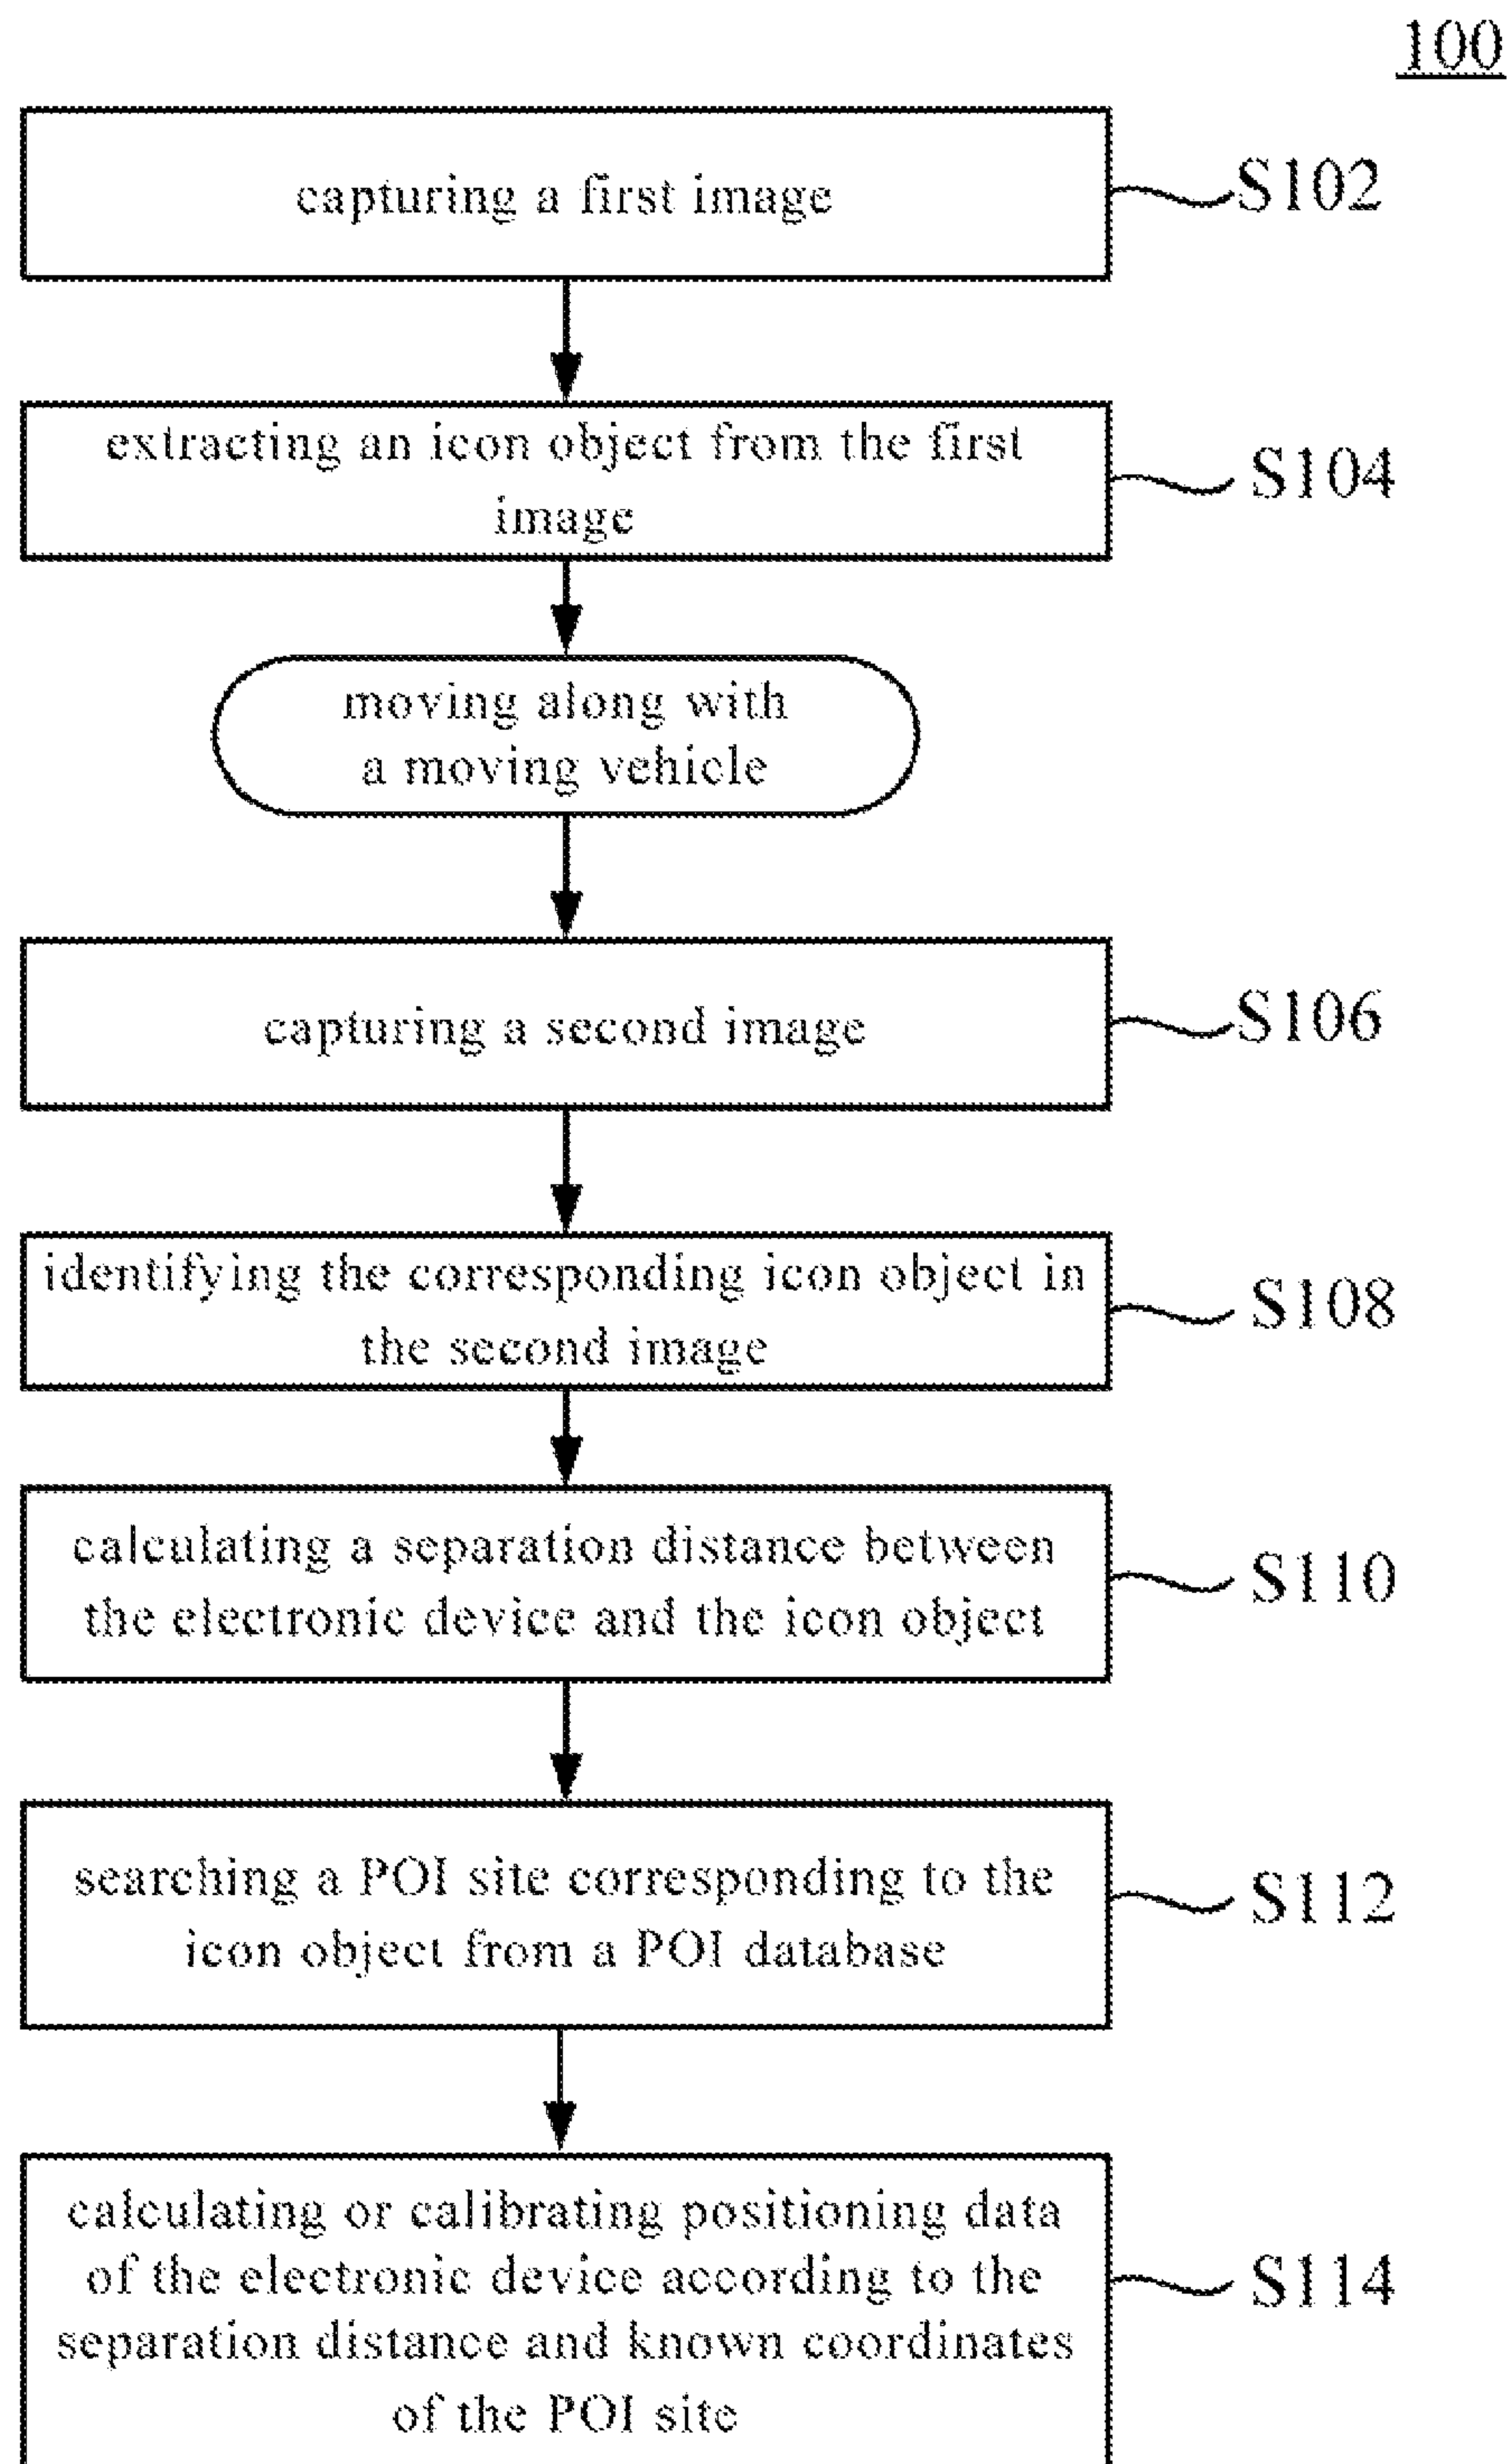 100
capturing a first image
S102
extracting an icon object from the first
image
S104
moving along with
a moving vehicle
capturing a second image
S106
identifying the corresponding icon object in
the second image
S108
calculating a separation distance between
the electronic device and the icon object
S110
searching a POI site corresponding to the
icon object from a POI database
S112
calculating or calibrating positioning data
of the electronic device according to the
separation distance and known coordinates
of the POI site
S114